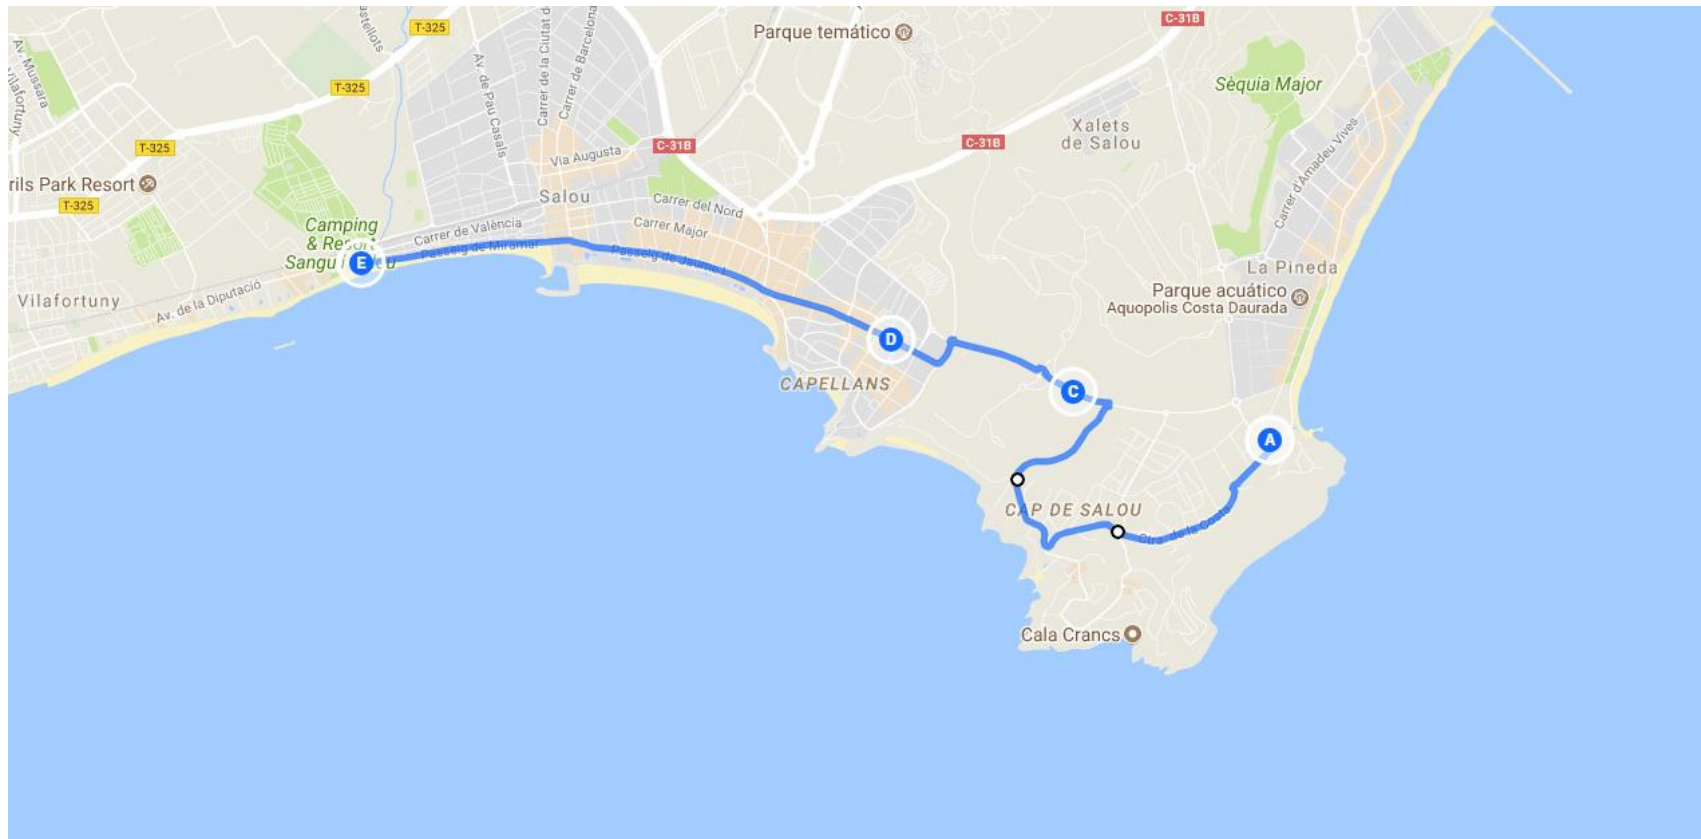 T-325
C-31B
Parque temático
Av. Mussara
Vilafortuny
Av. de Pau Casals
Carrer de la Ciutat d
Carrer de Barcelona
Sèquia Major
T-325
Xalets
de Salou
C-31B
C-31B
T-325
Via Augusta
Carrer d'Amadeu Vives
rils Park Resort
T-325
Salou
Carrer del Nord
Camping
& Resort
Carrer de València
Carrer Major
Passeig de Miramar
Passeig de Jaume I
E
La Pineda
Vilafortuny
Av. de la Diputació
Parque acuático
Aquopolis Costa Daurada
D
CAPELLANS
C
A
CAP DE SALOU
Ctra. de la Costa
Cala Crancs